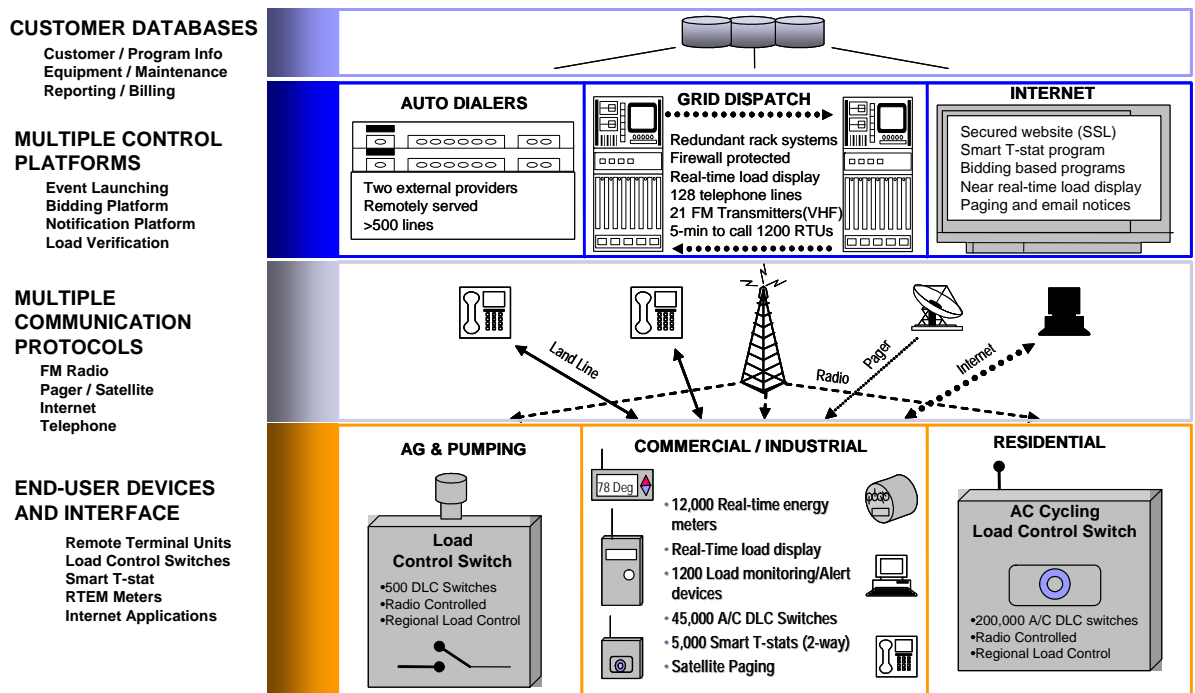 CUSTOMER DATABASES
Customer / Program Info
Equipment / Maintenance
Reporting / Billing
MULTIPLE CONTROL
PLATFORMS
Event Launching
Bidding Platform
Notification Platform
Load Verification
AUTO DIALERS
Two external providers
Remotely served
>500 lines
GRID DISPATCH
Redundant rack systems
Firewall protected
Real-time load display
128 telephone lines
21 FM Transmitters(VHF)
5-min to call 1200 RTUs
INTERNET
Secured website (SSL)
Smart T-stat program
Bidding based programs
Near real-time load display
Paging and email notices
MULTIPLE
COMMUNICATION
PROTOCOLS
FM Radio
Pager / Satellite
Internet
Telephone
Land Line
Radio
Pager
Internet
END-USER DEVICES
AND INTERFACE
Remote Terminal Units
Load Control Switches
Smart T-stat
RTEM Meters
Internet Applications
AG & PUMPING
Load
Control Switch
•500 DLC Switches
•Radio Controlled
•Regional Load Control
COMMERCIAL / INDUSTRIAL
78 Deg
• 12,000 Real-time energy
meters
• Real-Time load display
• 1200 Load monitoring/Alert
devices
• 45,000 A/C DLC Switches
• 5,000 Smart T-stats (2-way)
• Satellite Paging
RESIDENTIAL
AC Cycling
Load Control Switch
•200,000 A/C DLC switches
•Radio Controlled
•Regional Load Control